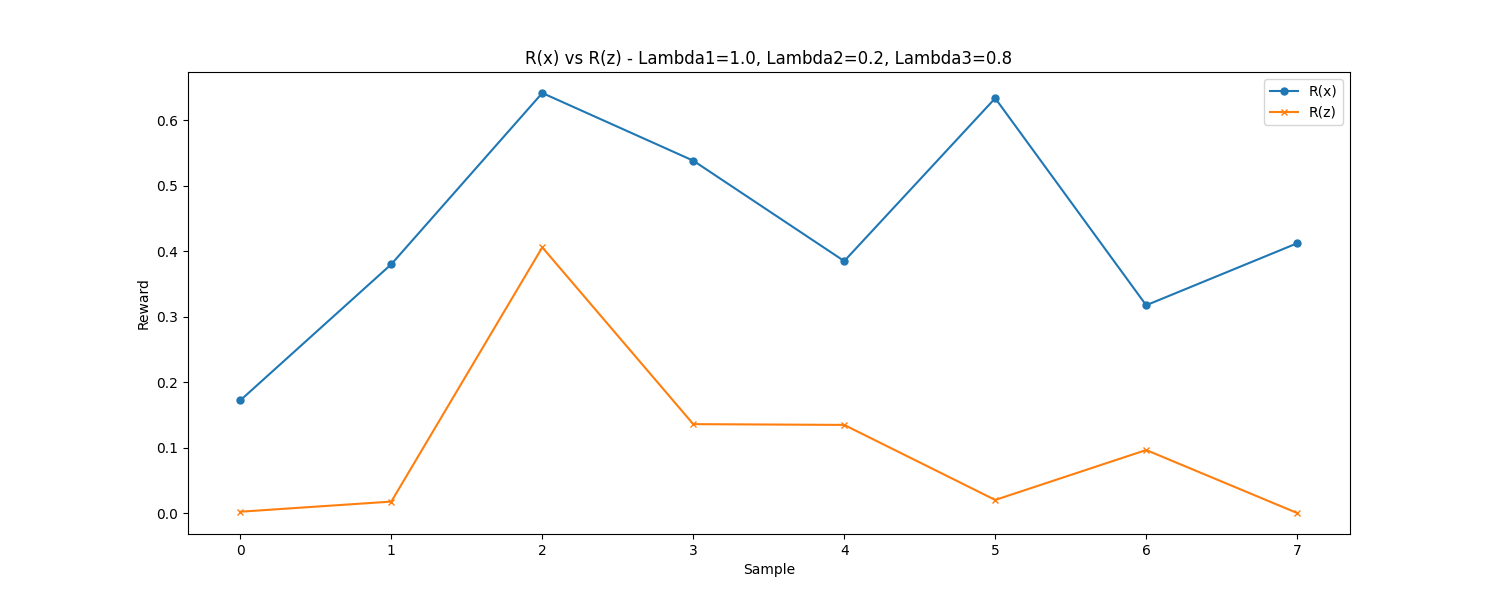 R(x) vs R(z) - Lambda1=1.0, Lambda2=0.2, Lambda3=0.8
R(x)
R(z)
0.6
0.5
0.4
0.3
0.2
0.1
0.0
Reward
0 1 2 3 4 5 6 7
Sample